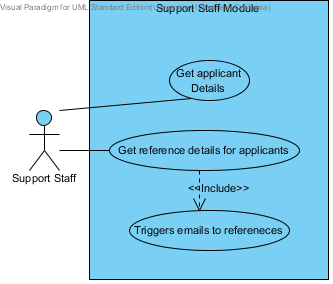 Visual Paradigm for UML Standard Edition(
Support Staff Module
Get applicant
Details
Support Staff
Get reference details for applicants
<<Include>>
Triggers emails to refereneces